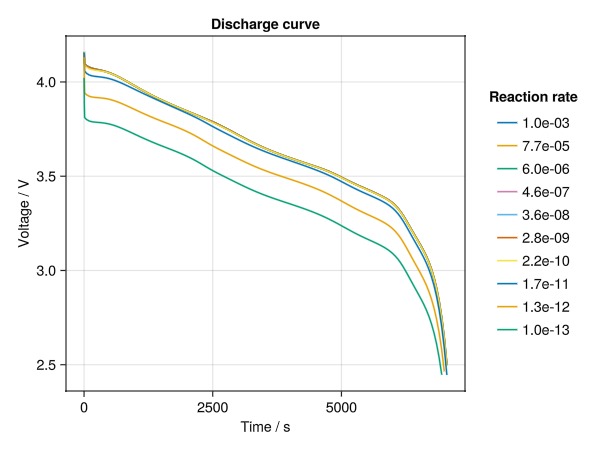 Discharge curve
Voltage / V
4.0
3.5
3.0
2.5
0
2500
5000
Time / s
Reaction rate
1.0e-03
7.7e-05
6.0e-06
4.6e-07
3.6e-08
2.8e-09
2.2e-10
1.7e-11
1.3e-12
1.0e-13